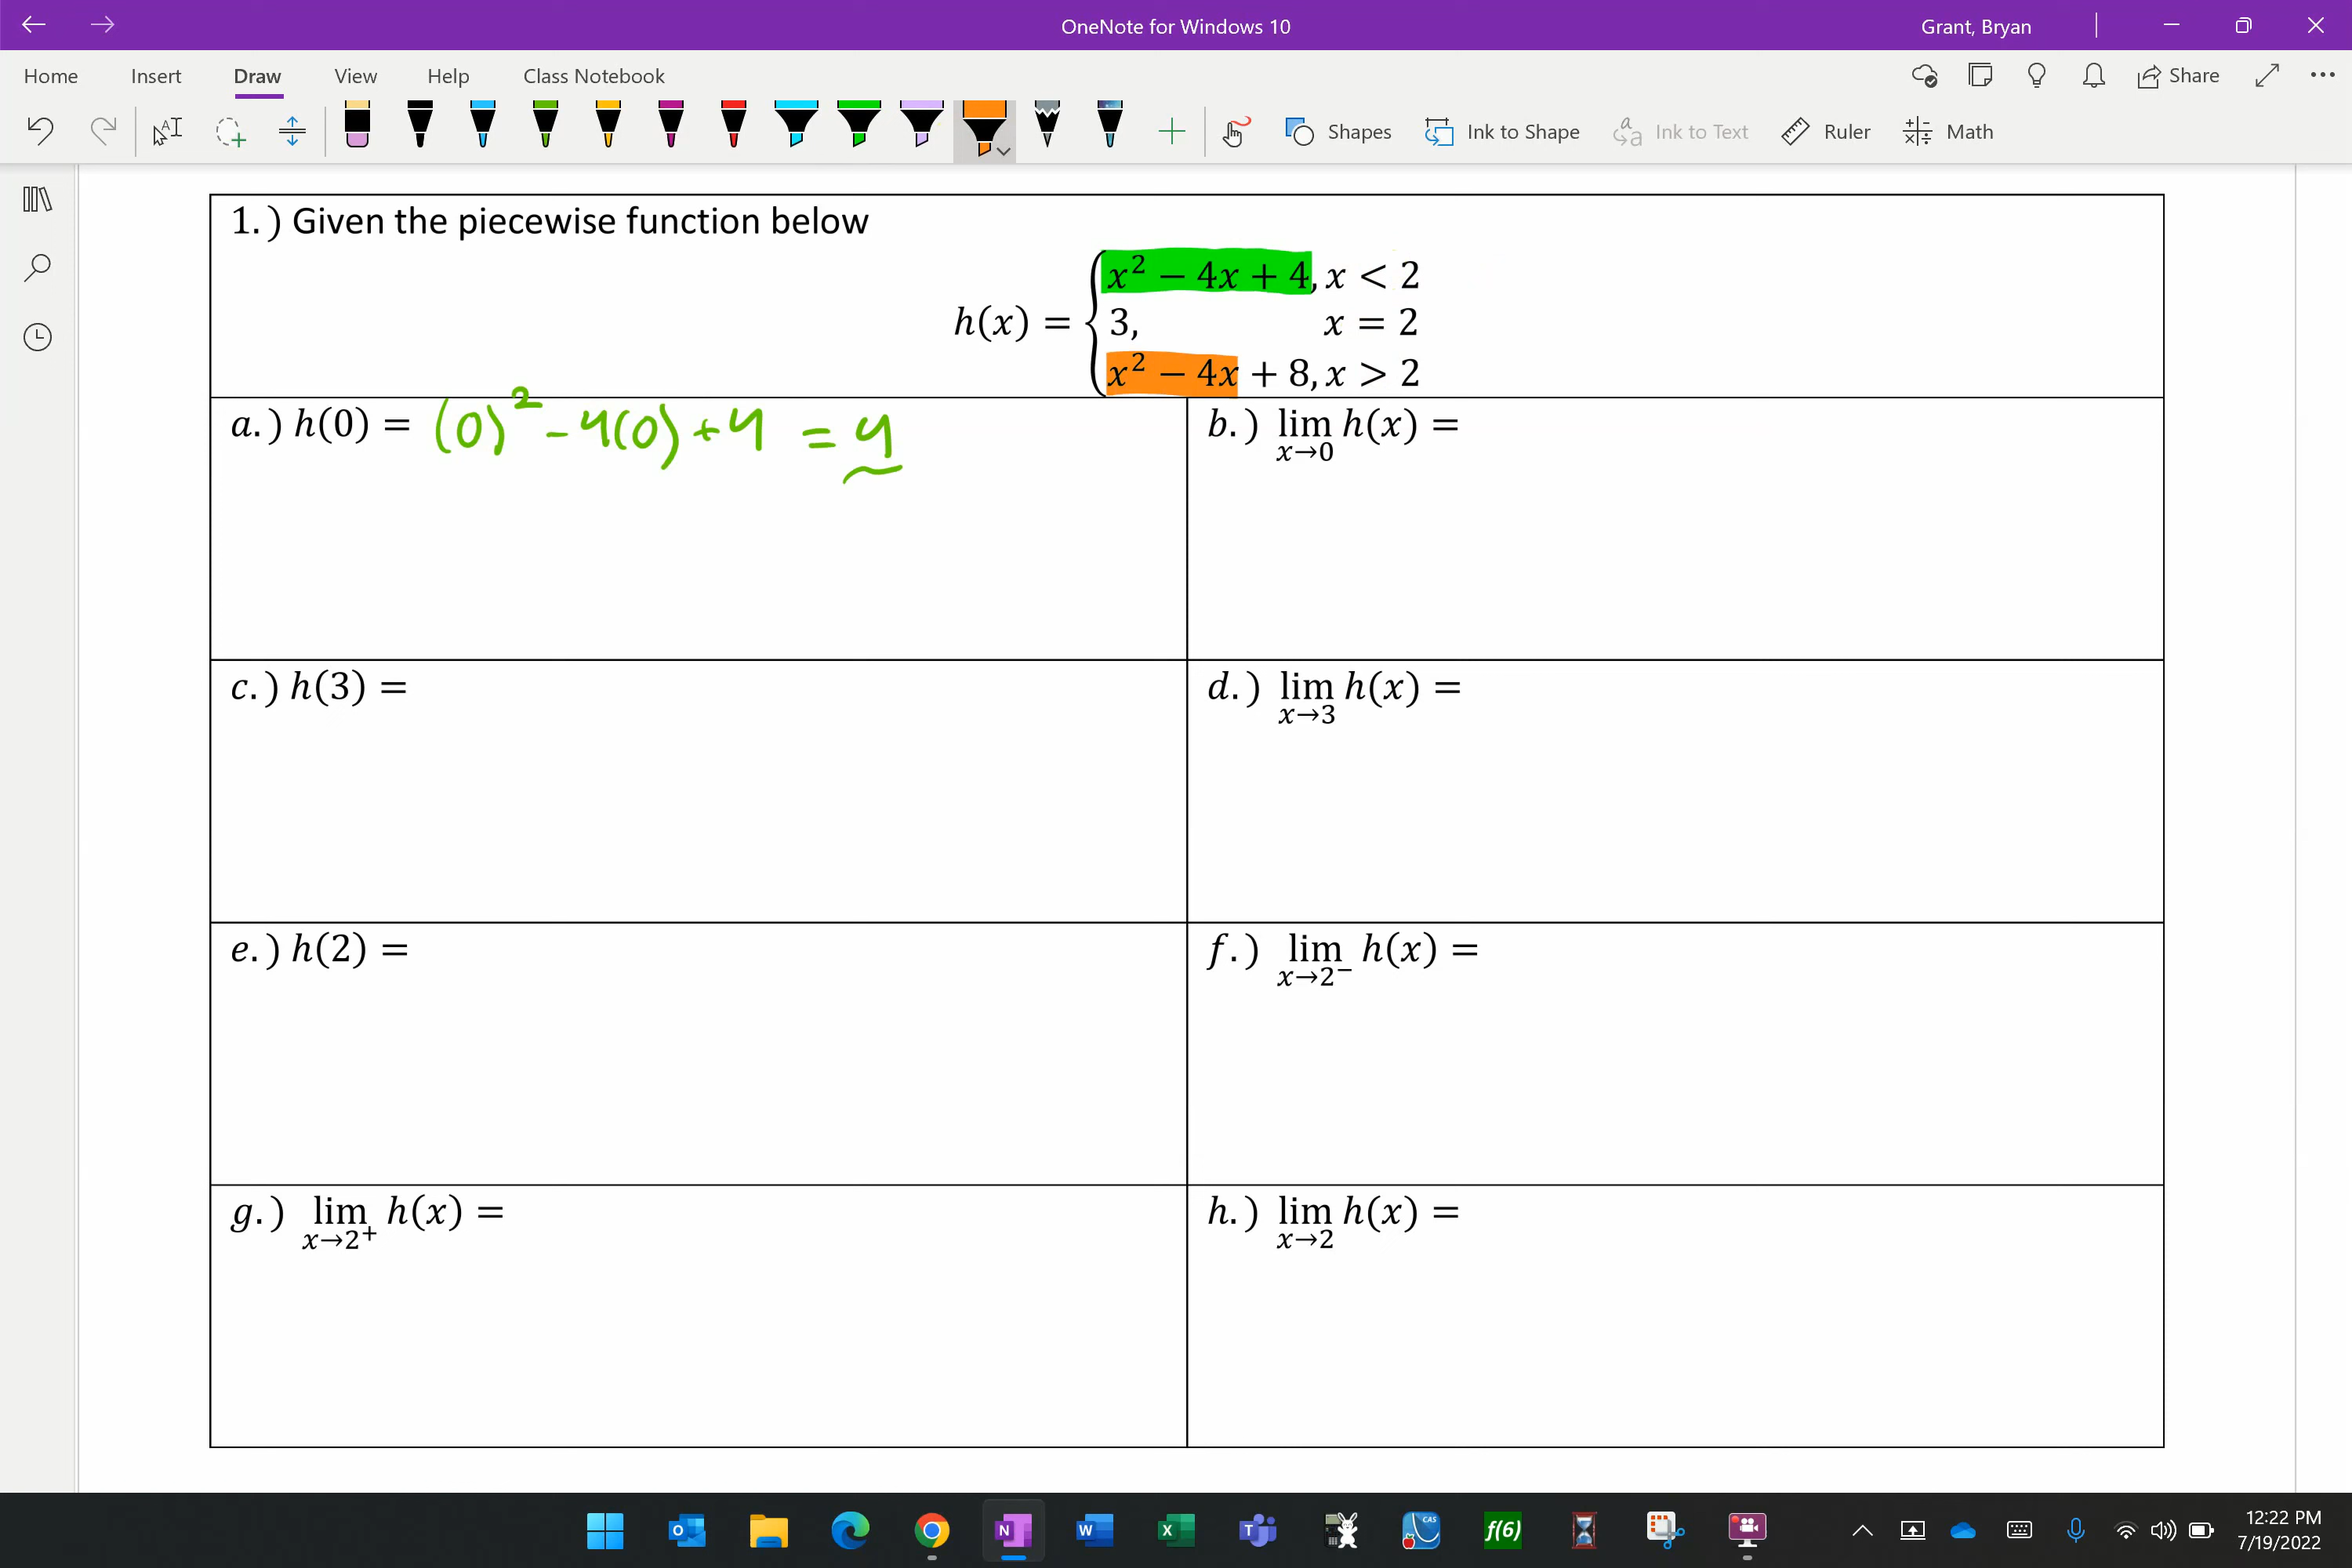 OneNote for Windows 10
Grant, Bryan
Home Insert Draw View Help Class Notebook
Share
Shapes Ink to Shape Ink to Text Ruler Math
1.) Given the piecewise function below
x² − 4x + 4, x < 2
h(x) = { 3, x = 2
x² − 4x + 8, x > 2
a.) h(0) = (0)² - 4(0) + 4 = 4
b.) lim x→0 h(x) =
c.) h(3) =
d.) lim x→3 h(x) =
e.) h(2) =
f.) lim x→2⁻ h(x) =
g.) lim x→2⁺ h(x) =
h.) lim x→2 h(x) =
CAS
f(6)
12:22 PM
7/19/2022